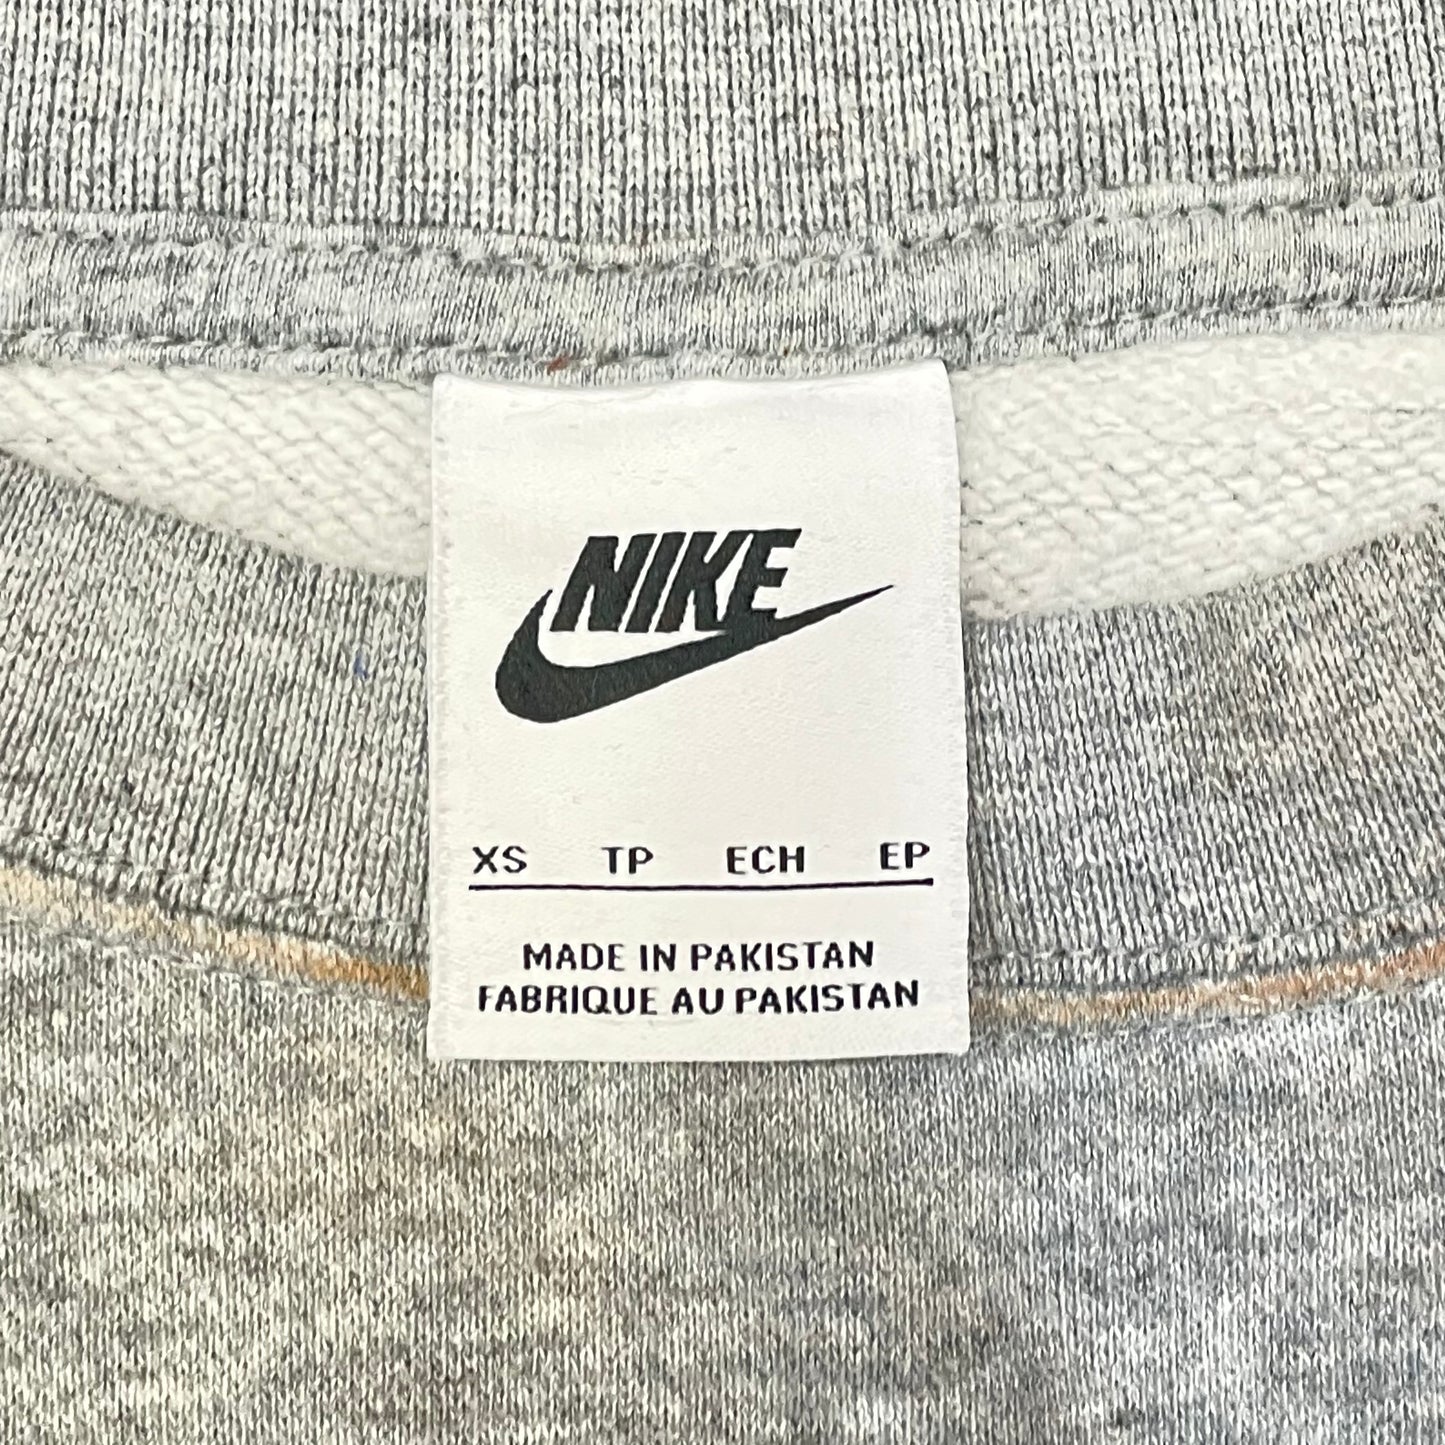 NIKE
XS TP ECH EP
MADE IN PAKISTAN
FABRIQUE AU PAKISTAN